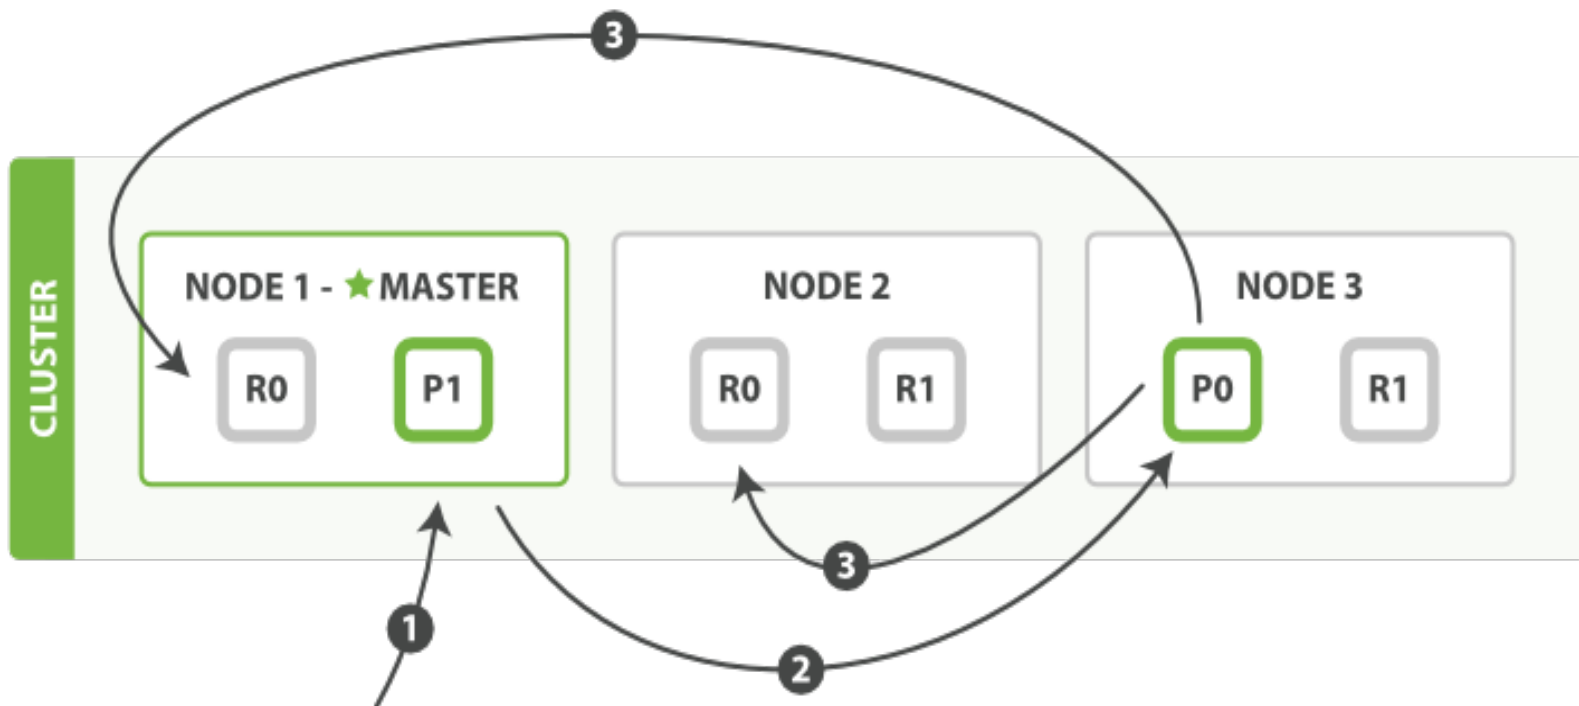 3
CLUSTER
NODE 1 - ★MASTER
R0
P1
NODE 2
R0
R1
NODE 3
P0
R1
3
1
2